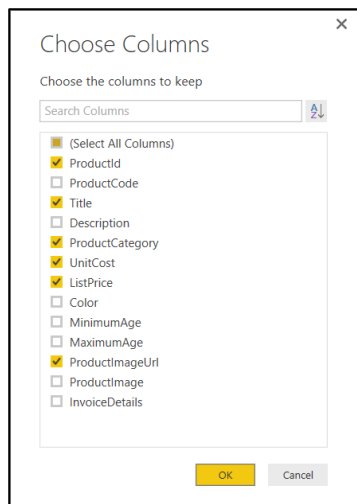 Choose Columns
Choose the columns to keep
Search Columns
A
Z
(Select All Columns)
ProductId
ProductCode
Title
Description
ProductCategory
UnitCost
ListPrice
Color
MinimumAge
MaximumAge
ProductImageUrl
ProductImage
InvoiceDetails
OK Cancel